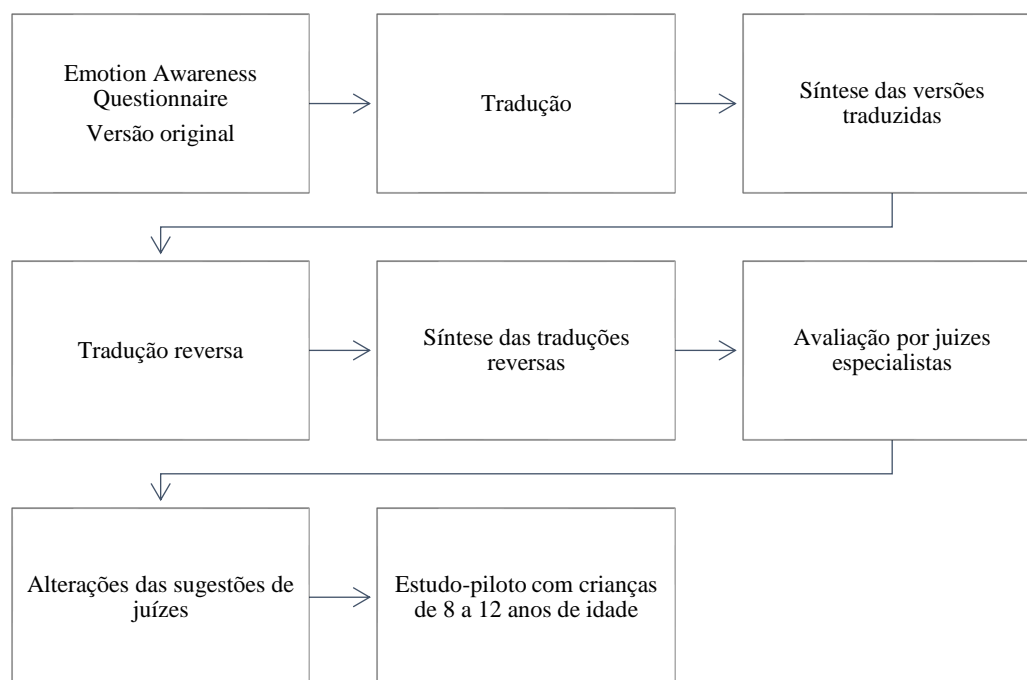 Emotion Awareness
Questionnaire
Versão original
Tradução
Síntese das versões
traduzidas
Tradução reversa
Síntese das traduções
reversas
Avaliação por juizes
especialistas
Alterações das sugestões de
juízes
Estudo-piloto com crianças
de 8 a 12 anos de idade